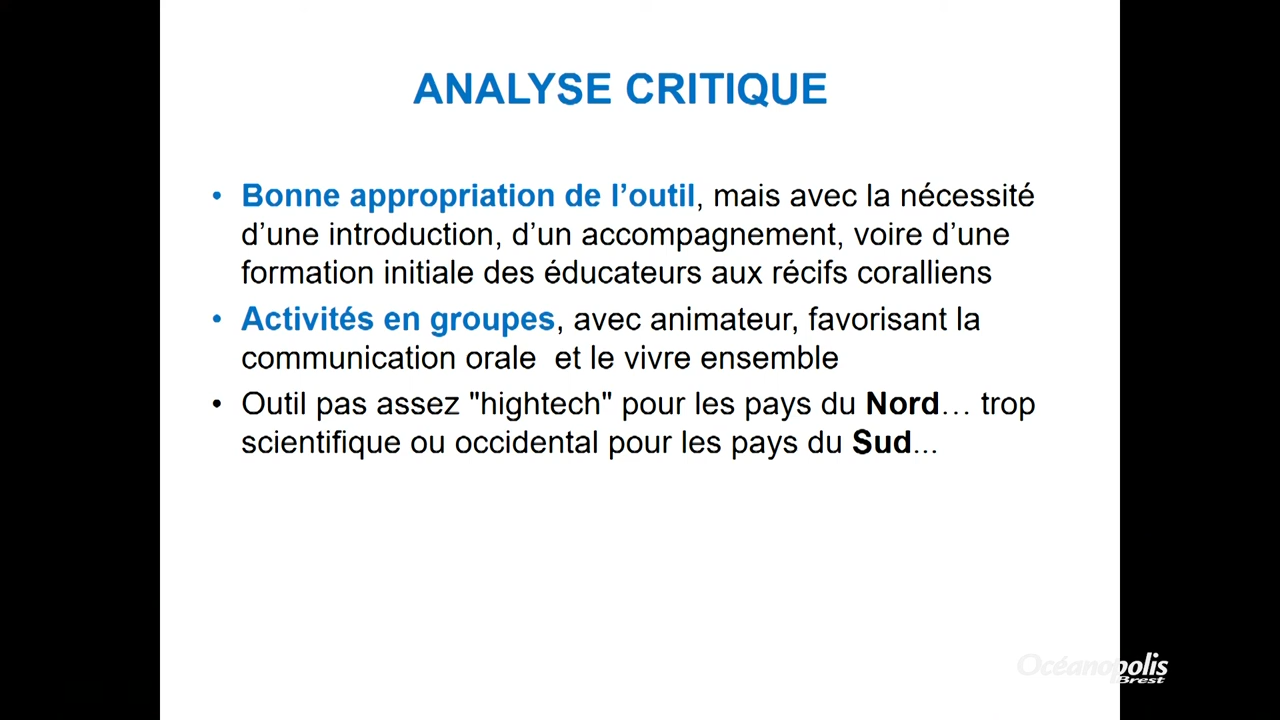 ANALYSE CRITIQUE
• Bonne appropriation de l’outil, mais avec la nécessité
d’une introduction, d’un accompagnement, voire d’une
formation initiale des éducateurs aux récifs coralliens
• Activités en groupes, avec animateur, favorisant la
communication orale  et le vivre ensemble
• Outil pas assez "hightech" pour les pays du Nord… trop
scientifique ou occidental pour les pays du Sud...
Océanopolis
Brest